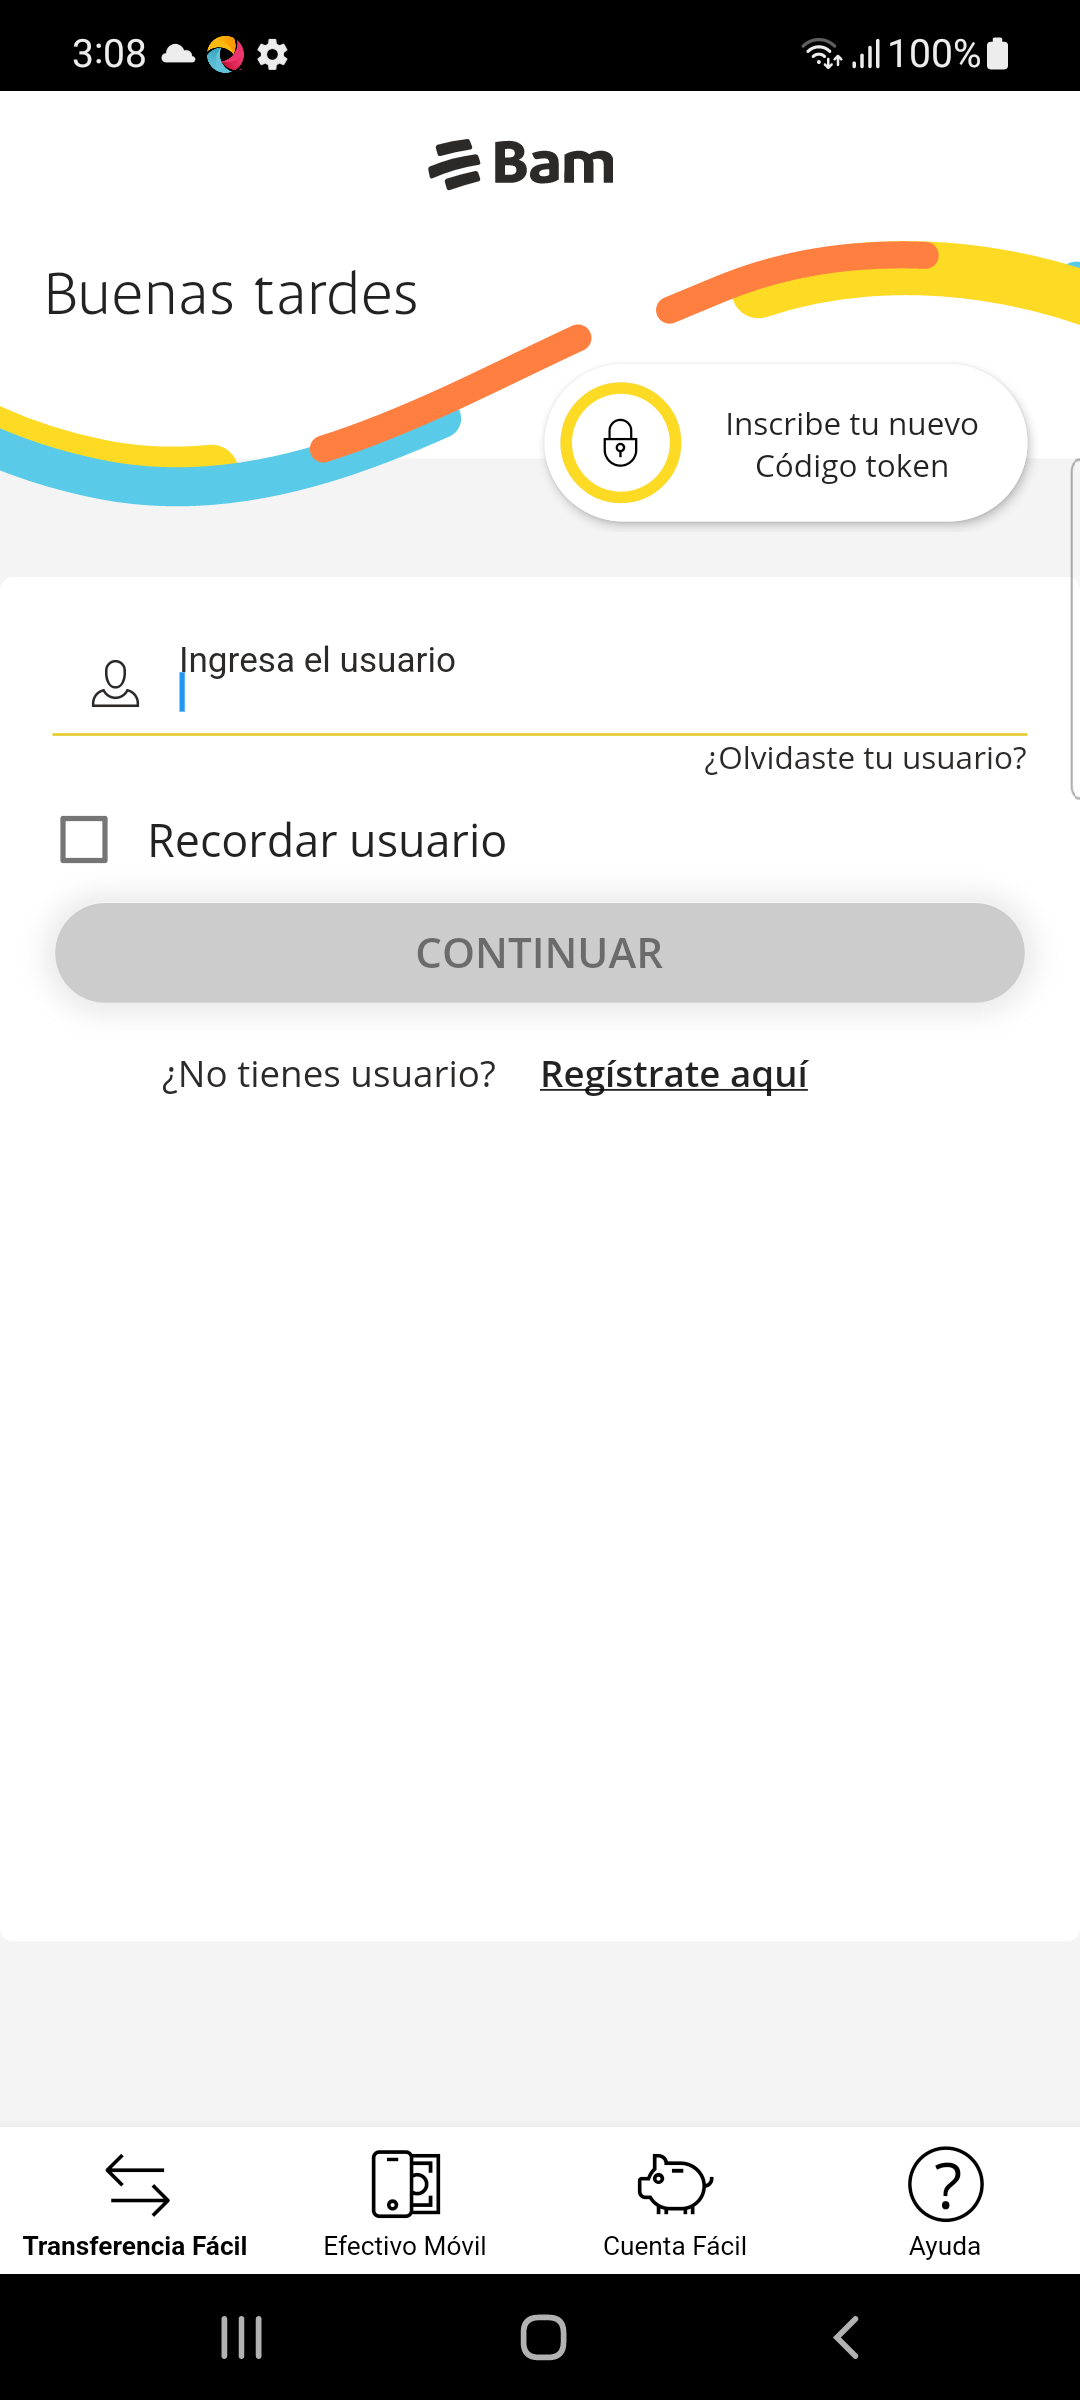 3:08
100%
Bam
Buenas tardes
Inscribe tu nuevo
Código token
Ingresa el usuario
¿Olvidaste tu usuario?
Recordar usuario
CONTINUAR
¿No tienes usuario? Regístrate aquí
Transferencia Fácil
Efectivo Móvil
Cuenta Fácil
Ayuda